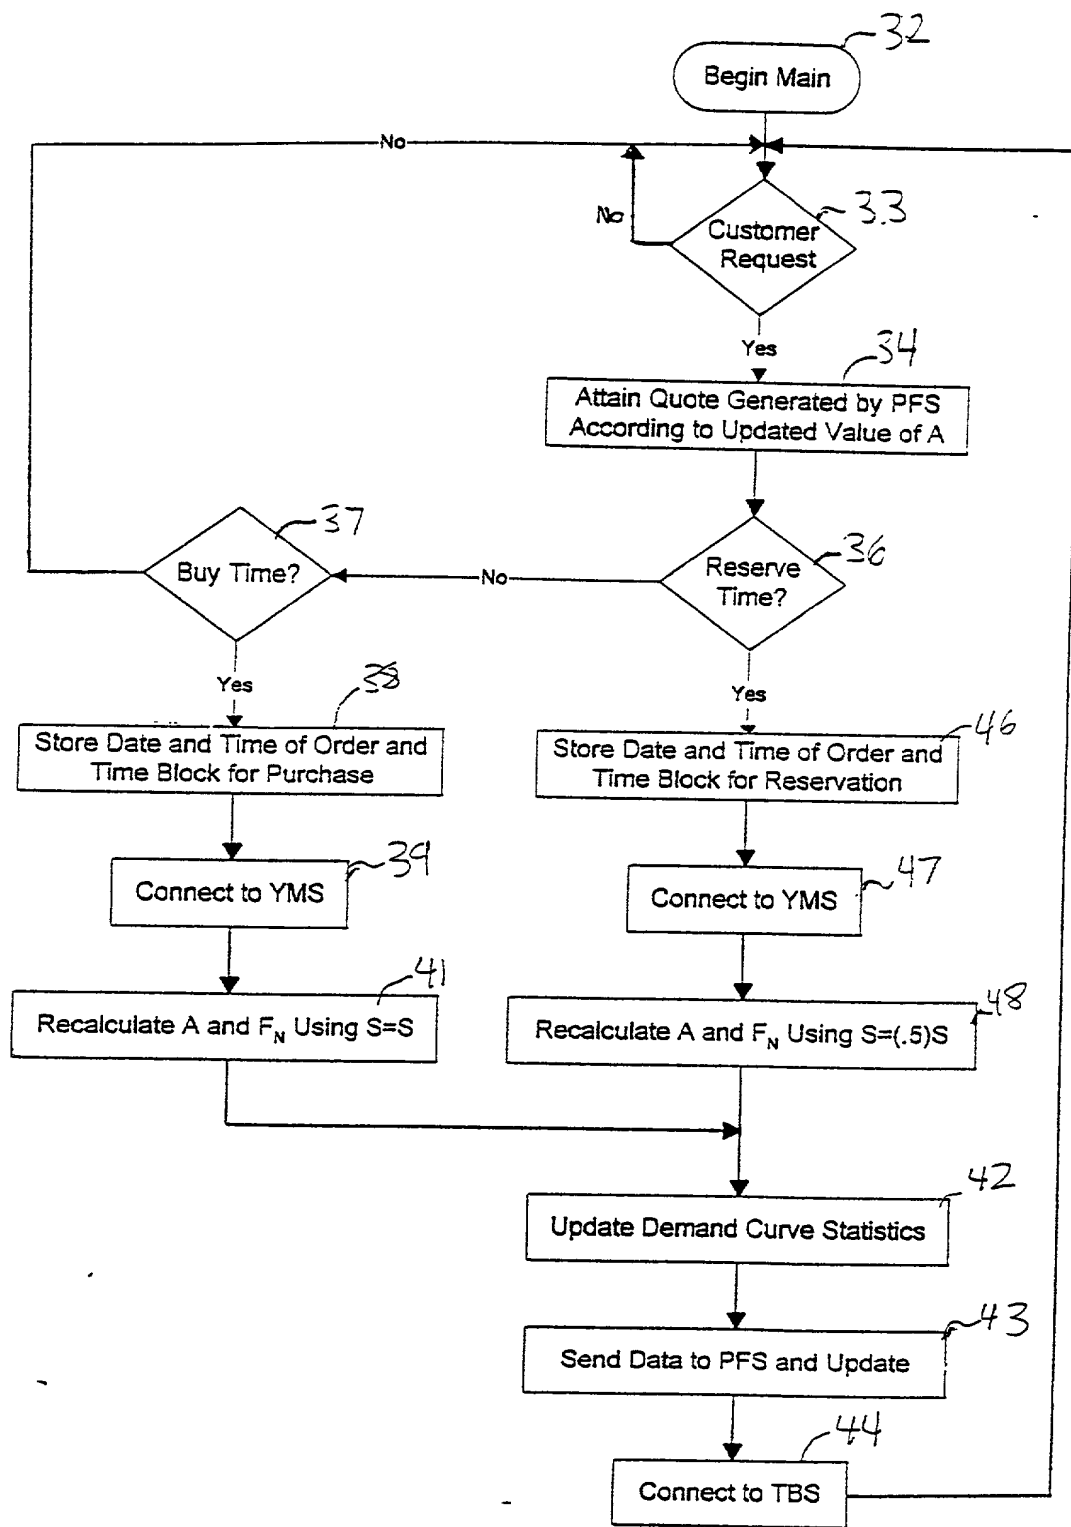 32
Begin Main
No
33
No
Customer
Request
Yes
34
Attain Quote Generated by PFS
According to Updated Value of A
37
Buy Time?
No
36
Reserve
Time?
Yes
38
Store Date and Time of Order and
Time Block for Purchase
Yes
46
Store Date and Time of Order and
Time Block for Reservation
39
Connect to YMS
47
Connect to YMS
41
Recalculate A and FN Using S=S
48
Recalculate A and FN Using S=(.5)S
42
Update Demand Curve Statistics
43
Send Data to PFS and Update
44
Connect to TBS